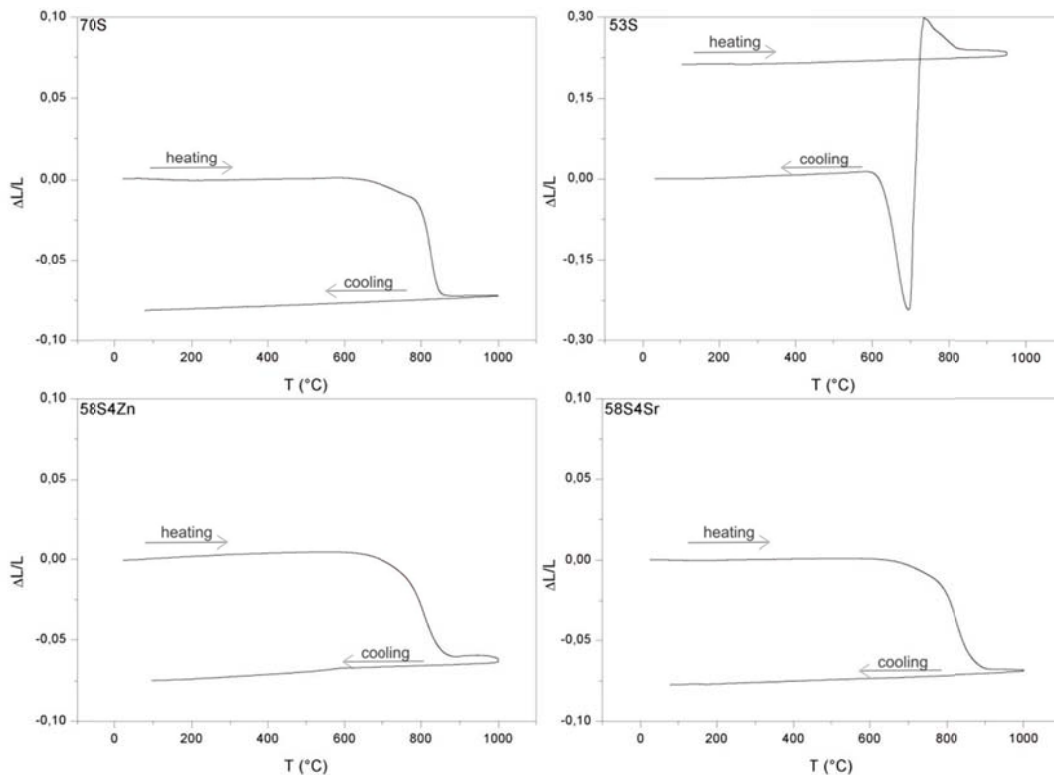 70S
0,10
0,05
0,00
-0,05
-0,10
ΔL/L
heating
cooling
0 200 400 600 800 1000
T (°C)
53S
0,30
0,15
0,00
-0,15
-0,30
ΔL/L
heating
cooling
0 200 400 600 800 1000
T (°C)
58S4Zn
0,10
0,05
0,00
-0,05
-0,10
ΔL/L
heating
cooling
0 200 400 600 800 1000
T (°C)
58S4Sr
0,10
0,05
0,00
-0,05
-0,10
ΔL/L
heating
cooling
0 200 400 600 800 1000
T (°C)